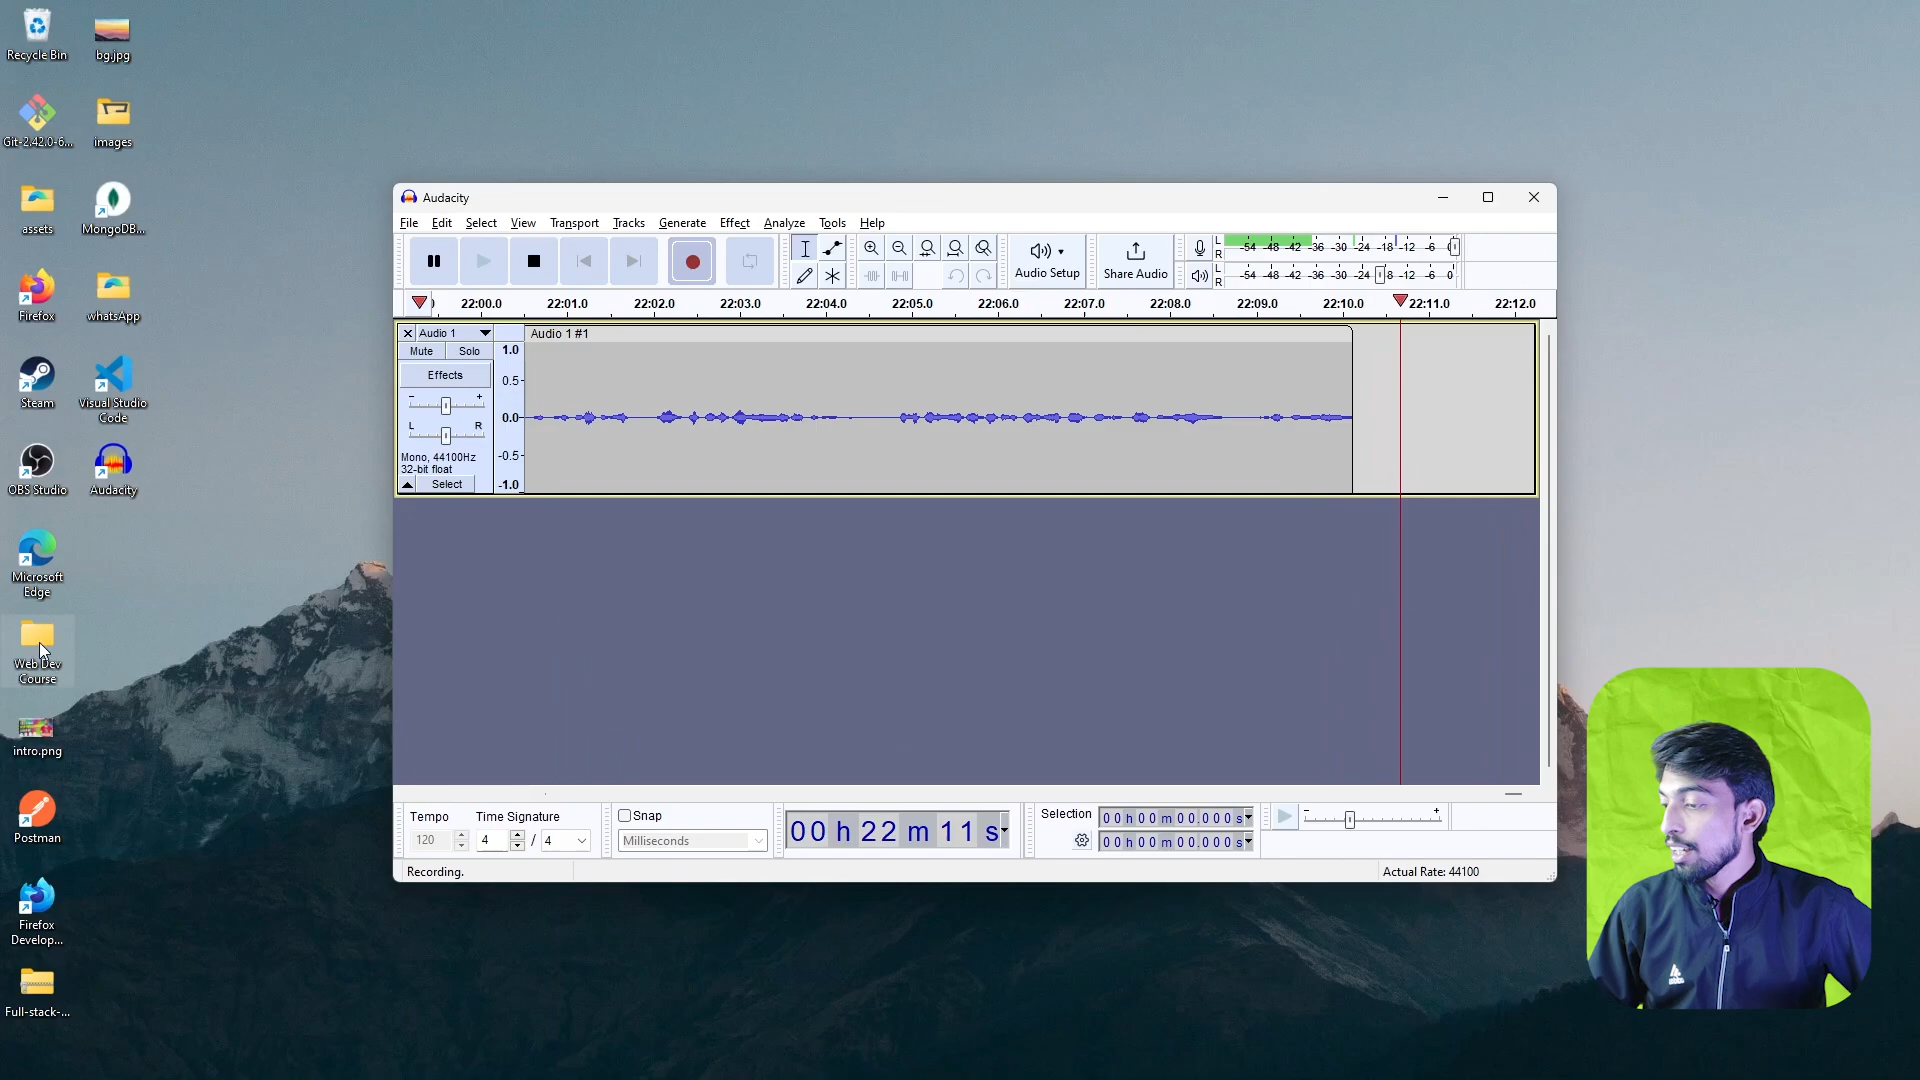 Recycle Bin
bg.jpg
Git-2.42.0-6...
images
assets
MongoDB...
Firefox
whatsApp
Steam
Visual Studio
Code
OBS Studio
Audacity
Microsoft
Edge
Web Dev
Course
intro.png
Postman
Firefox
Develop...
Full-stack-...
Audacity
File Edit Select View Transport Tracks Generate Effect Analyze Tools Help
Audio Setup
Share Audio
L
R
-54 -48 -42 -36 -30 -24 -18 -12 -6 0
L
R
-54 -48 -42 -36 -30 -24 8 -12 -6 0
22:00.0 22:01.0 22:02.0 22:03.0 22:04.0 22:05.0 22:06.0 22:07.0 22:08.0 22:09.0 22:10.0 22:11.0 22:12.0
Audio 1
Audio 1 #1
Mute Solo
Effects
- +
L R
Mono, 44100Hz
32-bit float
Select
1.0
0.5-
0.0-
-0.5-
-1.0
Tempo
120
Time Signature
4 / 4
Snap
Milliseconds
00 h 22 m 11 s
Selection
00 h 00 m 00.000 s
00 h 00 m 00.000 s
- +
Recording.
Actual Rate: 44100